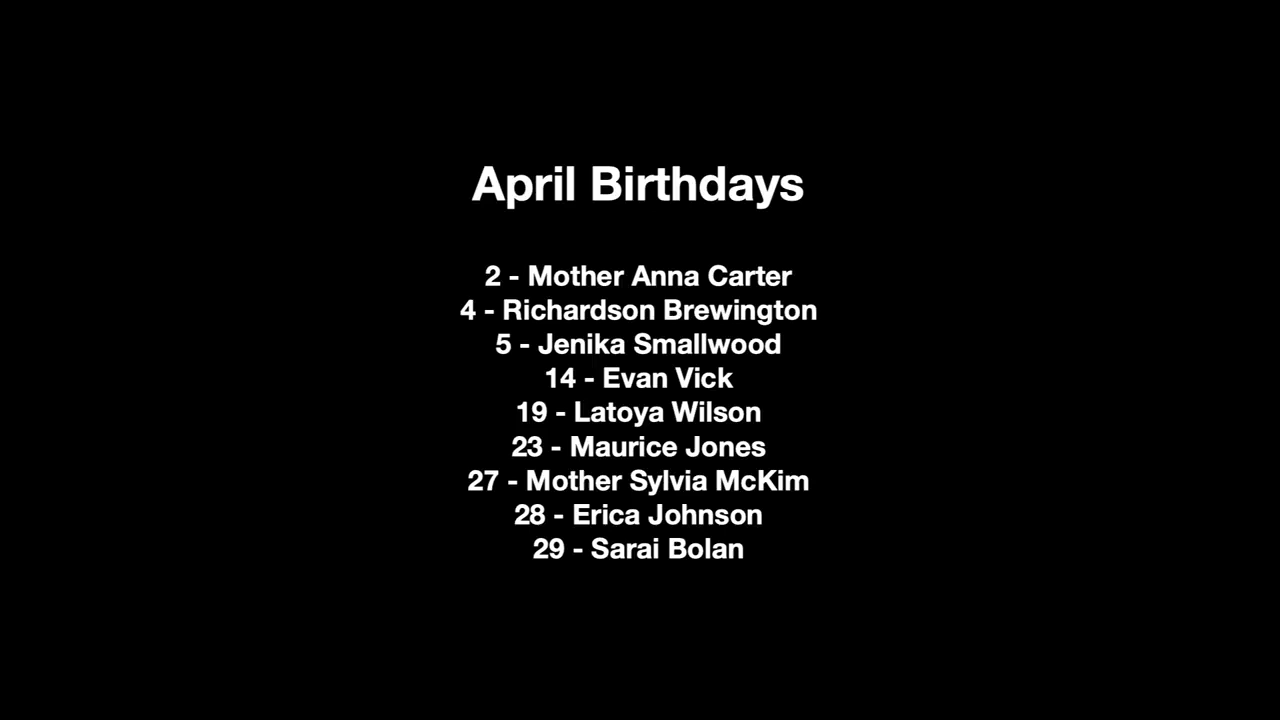 April Birthdays
2 - Mother Anna Carter
4 - Richardson Brewington
5 - Jenika Smallwood
14 - Evan Vick
19 - Latoya Wilson
23 - Maurice Jones
27 - Mother Sylvia McKim
28 - Erica Johnson
29 - Sarai Bolan